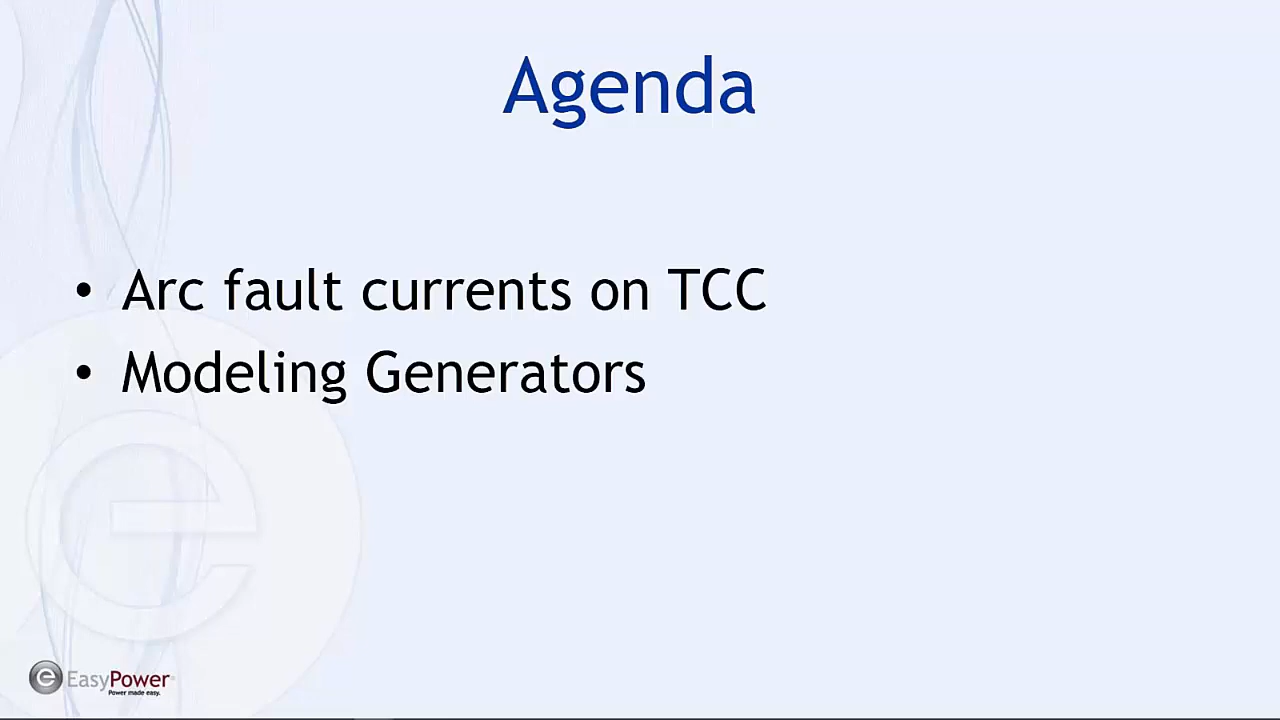 Agenda
• Arc fault currents on TCC
• Modeling Generators
EasyPower
Power made easy.